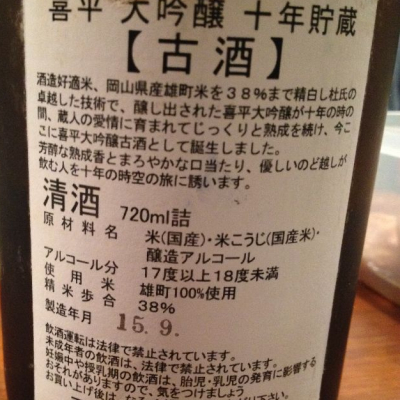 喜平 大吟醸 十年貯蔵
【古酒】
酒造好適米、岡山県産雄町米を38%まで精白し杜氏の
卓越した技術で、醸し出された喜平大吟醸が十年の時の
間、蔵人の愛情に育まれてじっくりと熟成を続け、今こ
こに喜平大吟醸古酒として誕生しました。
芳醇な熟成香とまろやかな口当たり、優しいのど越しが
飲む人を十年の時空の旅に誘います。
清酒 720ml詰
原材料名 米(国産)・米こうじ(国産米)・
醸造アルコール
アルコール分 17度以上18度未満
使用米 雄町100%使用
精米歩合 38%
製造年月 15.9.
飲酒運転は法律で禁止されています。
未成年者の飲酒は、法律で禁止されています。
妊娠中や授乳期の飲酒は、胎児・乳児の発育に影響する
おそれがありますので、気をつけましょう
お買い上げ後は、なる